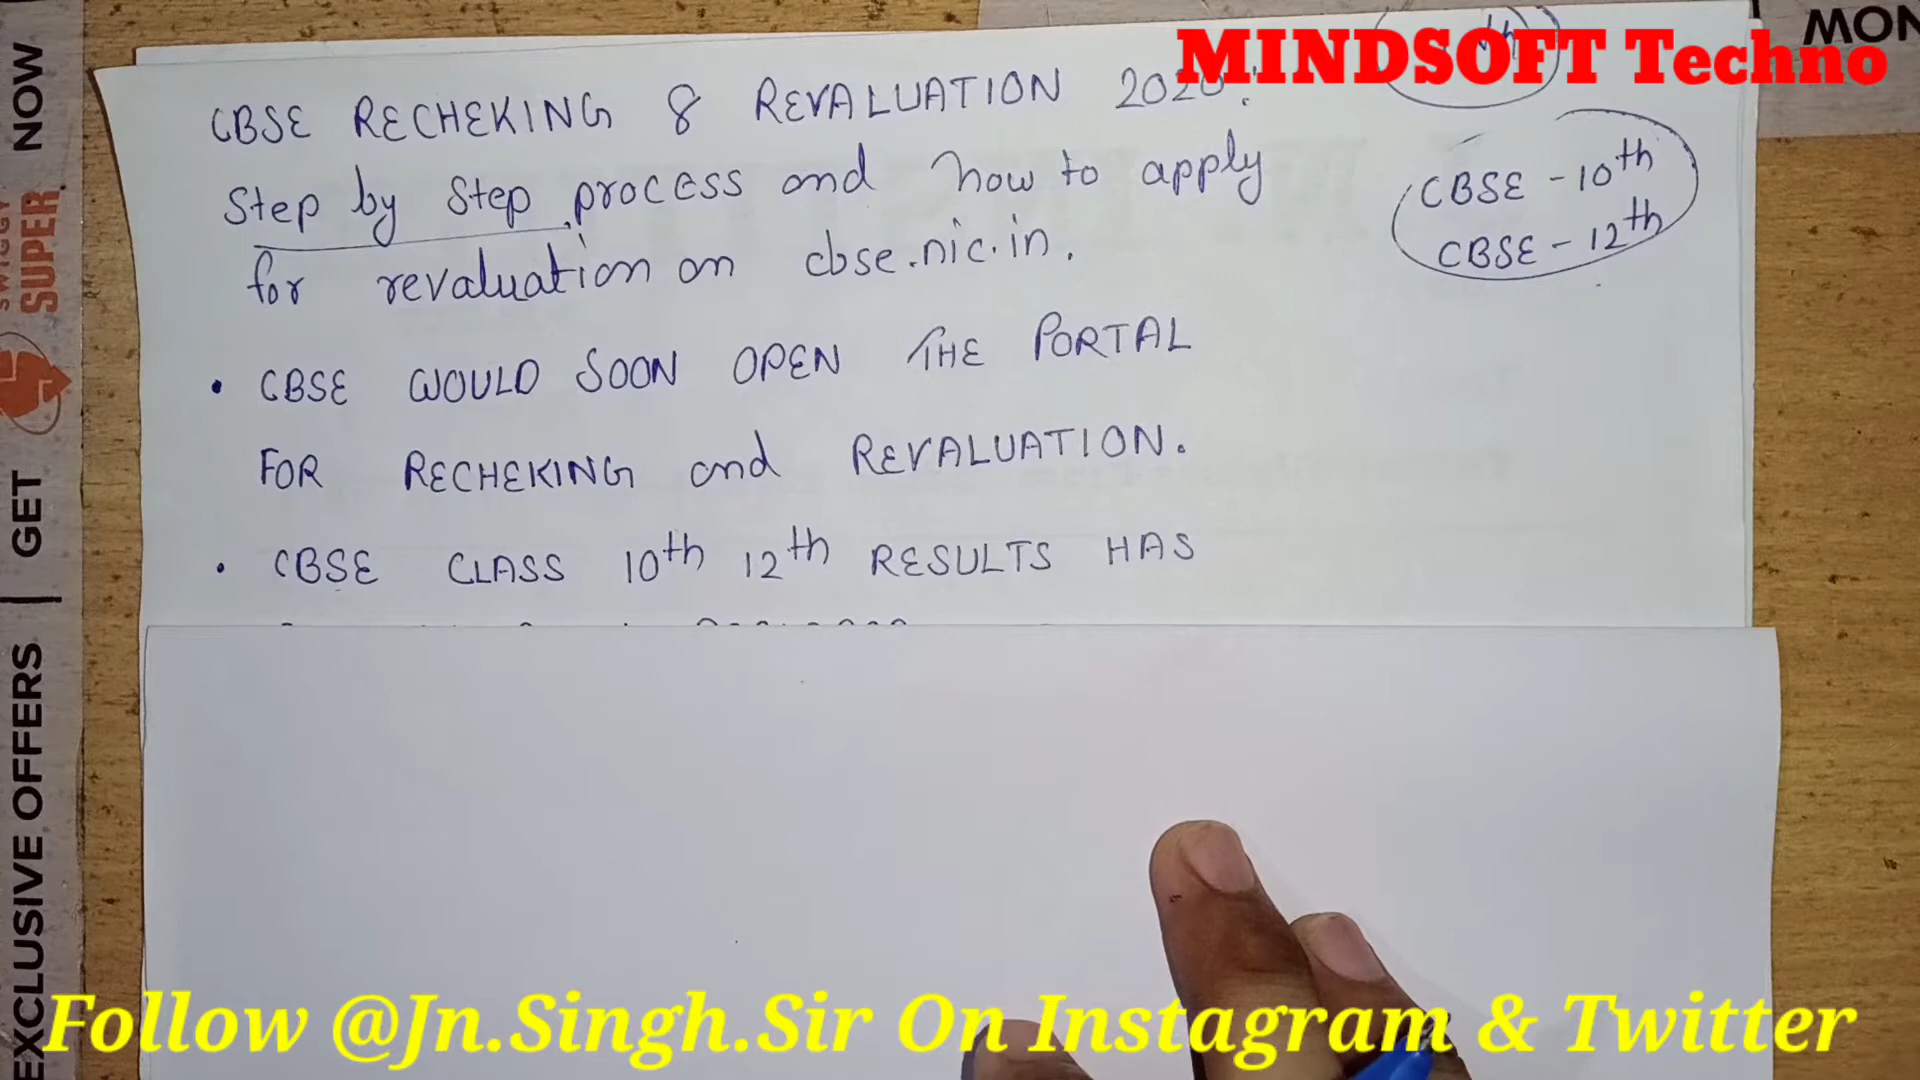 MINDSOFT Techno
MON
CBSE RECHEKING & REVALUATION 2020:
Step by Step process and how to apply
for revaluation on cbse.nic.in.
CBSE - 10th
CBSE - 12th
• CBSE WOULD SOON OPEN THE PORTAL
FOR RECHEKING and REVALUATION.
• CBSE CLASS 10th 12th RESULTS HAS
EXCLUSIVE OFFERS | GET SWIGGY SUPER NOW
Follow @Jn.Singh.Sir On Instagram & Twitter